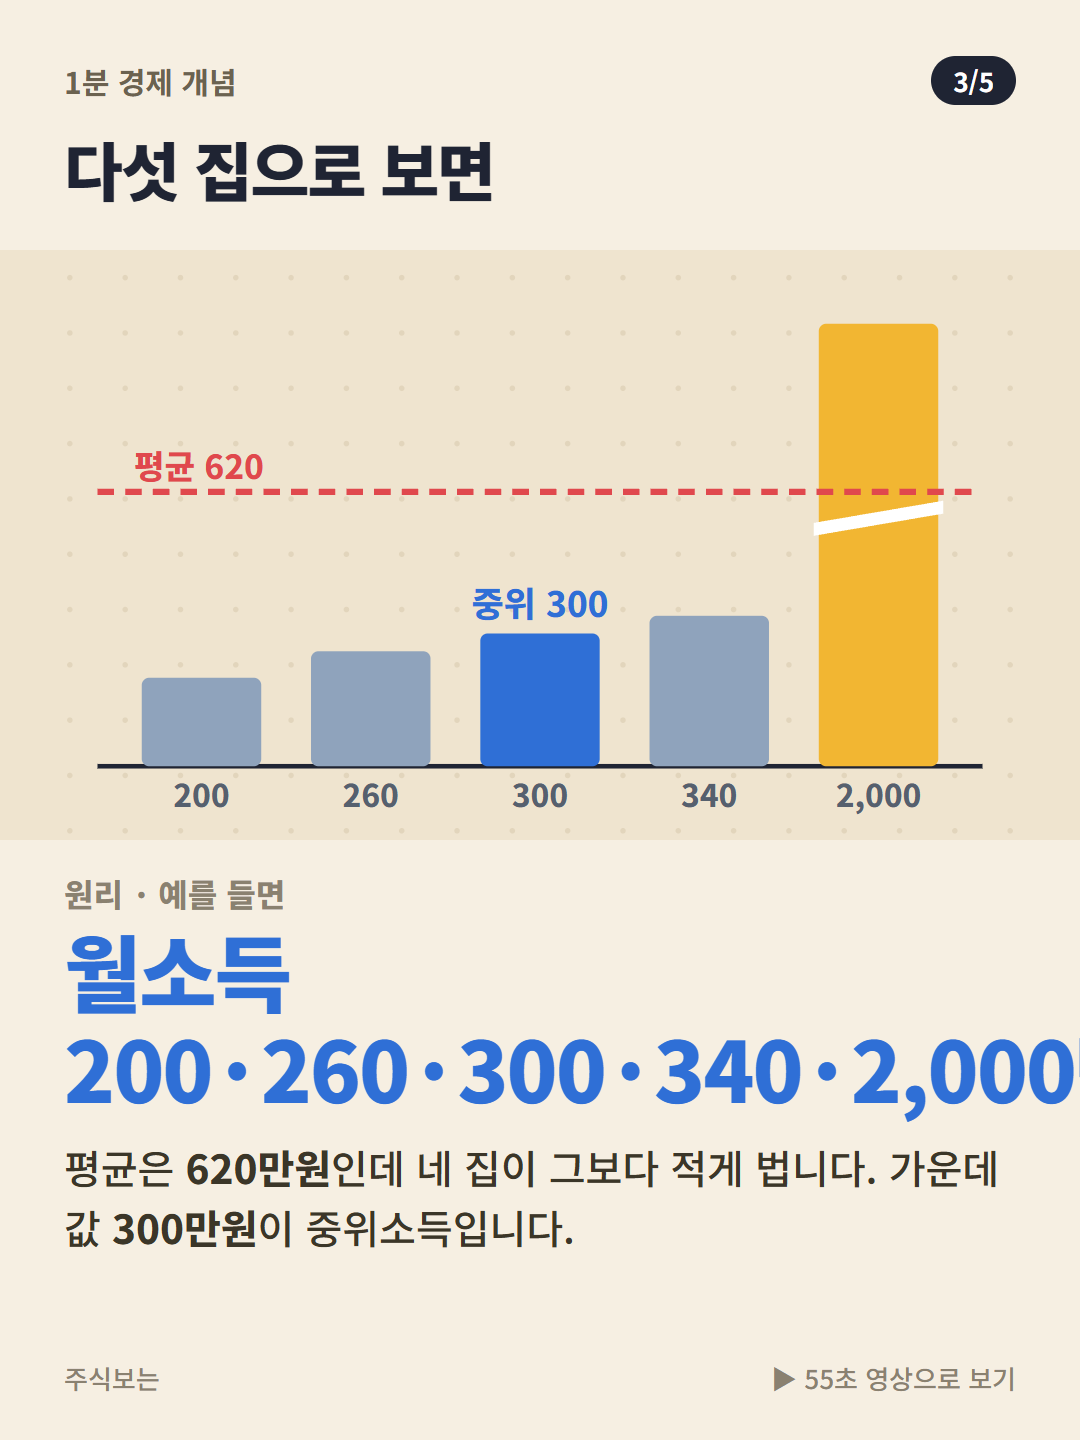 1분 경제 개념
3/5
다섯 집으로 보면
평균 620
중위 300
200 260 300 340 2,000
원리 · 예를 들면
월소득
200·260·300·340·2,000
평균은 620만원인데 네 집이 그보다 적게 법니다. 가운데
값 300만원이 중위소득입니다.
주식보는
▶ 55초 영상으로 보기